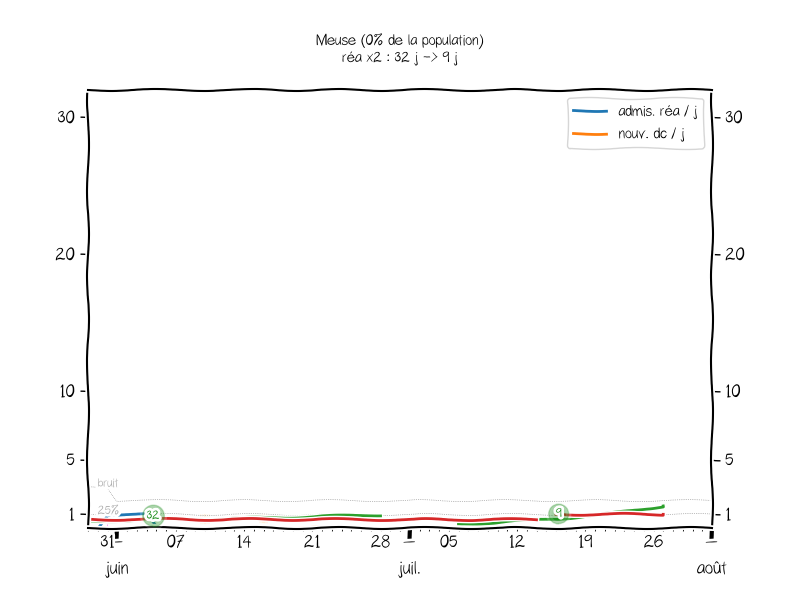 Meuse (0% de la population)
réa x2 : 32 j -> 9 j
admis. réa / j
nouv. dc / j
30
30
20
20
10
10
5
5
bruit
25%
1
32
9
1
31
07
14
21
28
05
12
19
26
juin
juil.
août